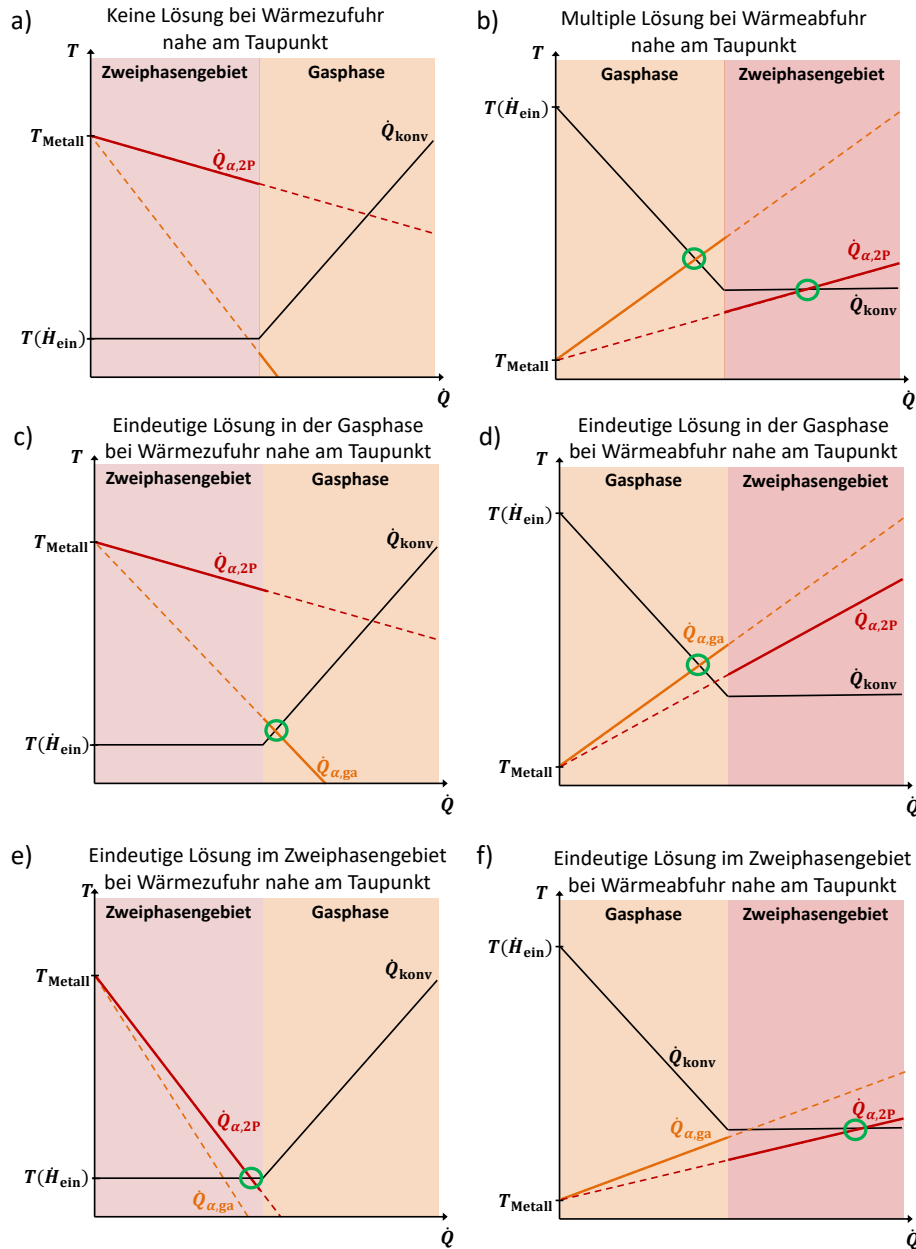 a)
Keine Lösung bei Wärmezufuhr
nahe am Taupunkt
T
Zweiphasengebiet
Gasphase
T_Metall
Q̇_α,2P
Q̇_konv
T(Ḣ_ein)
Q̇
b)
Multiple Lösung bei Wärmeabfuhr
nahe am Taupunkt
T
Gasphase
Zweiphasengebiet
T(Ḣ_ein)
Q̇_α,2P
Q̇_konv
T_Metall
Q̇
c)
Eindeutige Lösung in der Gasphase
bei Wärmezufuhr nahe am Taupunkt
T
Zweiphasengebiet
Gasphase
T_Metall
Q̇_α,2P
Q̇_konv
T(Ḣ_ein)
Q̇_α,ga
Q̇
d)
Eindeutige Lösung in der Gasphase
bei Wärmeabfuhr nahe am Taupunkt
T
Gasphase
Zweiphasengebiet
T(Ḣ_ein)
Q̇_α,ga
Q̇_α,2P
Q̇_konv
T_Metall
Q̇
e)
Eindeutige Lösung im Zweiphasengebiet
bei Wärmezufuhr nahe am Taupunkt
T
Zweiphasengebiet
Gasphase
T_Metall
Q̇_konv
Q̇_α,2P
T(Ḣ_ein)
Q̇_α,ga
Q̇
f)
Eindeutige Lösung im Zweiphasengebiet
bei Wärmeabfuhr nahe am Taupunkt
T
Gasphase
Zweiphasengebiet
T(Ḣ_ein)
Q̇_konv
Q̇_α,2P
Q̇_α,ga
T_Metall
Q̇